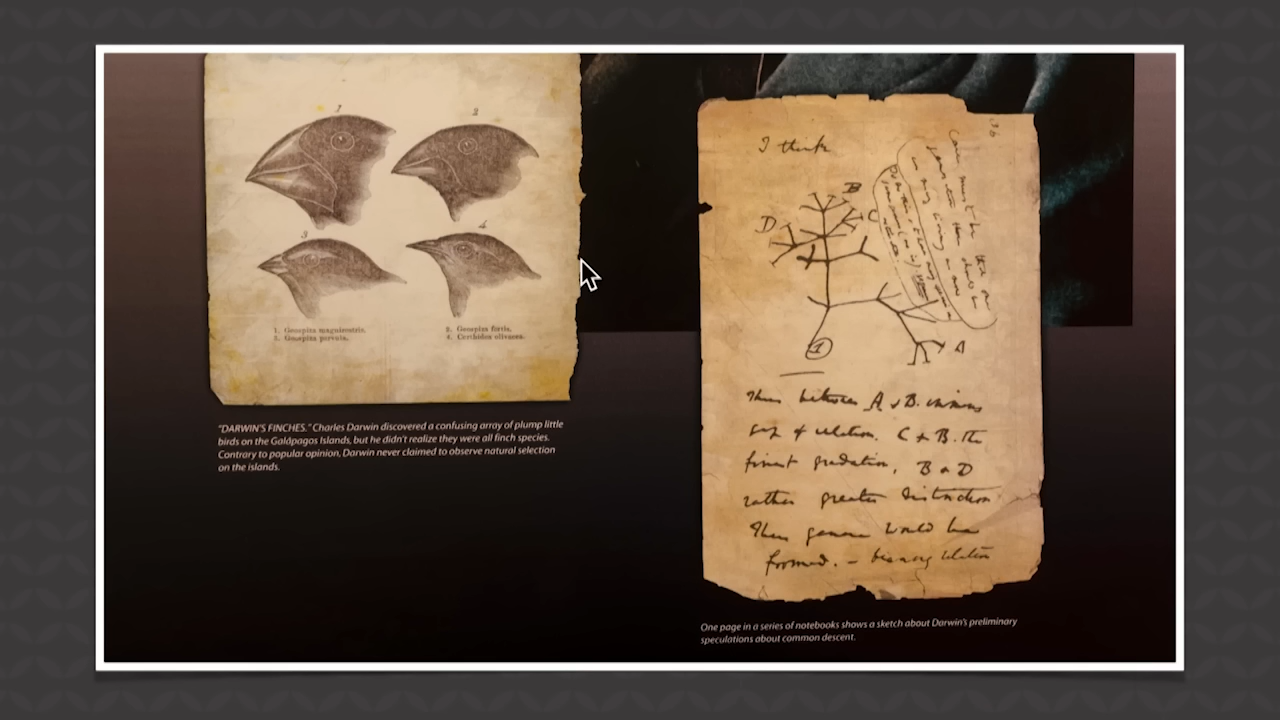 1
2
3
4
1. Geospiza magnirostris.
2. Geospiza fortis.
3. Geospiza parvula.
4. Certhidea olivacea.
"DARWIN'S FINCHES." Charles Darwin discovered a confusing array of plump little
birds on the Galápagos Islands, but he didn't realize they were all finch species.
Contrary to popular opinion, Darwin never claimed to observe natural selection
on the islands.
36
I think
B
D
C
A
1
Thus between A & B. immens
gap of relation. C & B. the
finest gradation, B & D
rather greater distinction
Thus genera would be
formed. — bearing relation
One page in a series of notebooks shows a sketch about Darwin's preliminary
speculations about common descent.